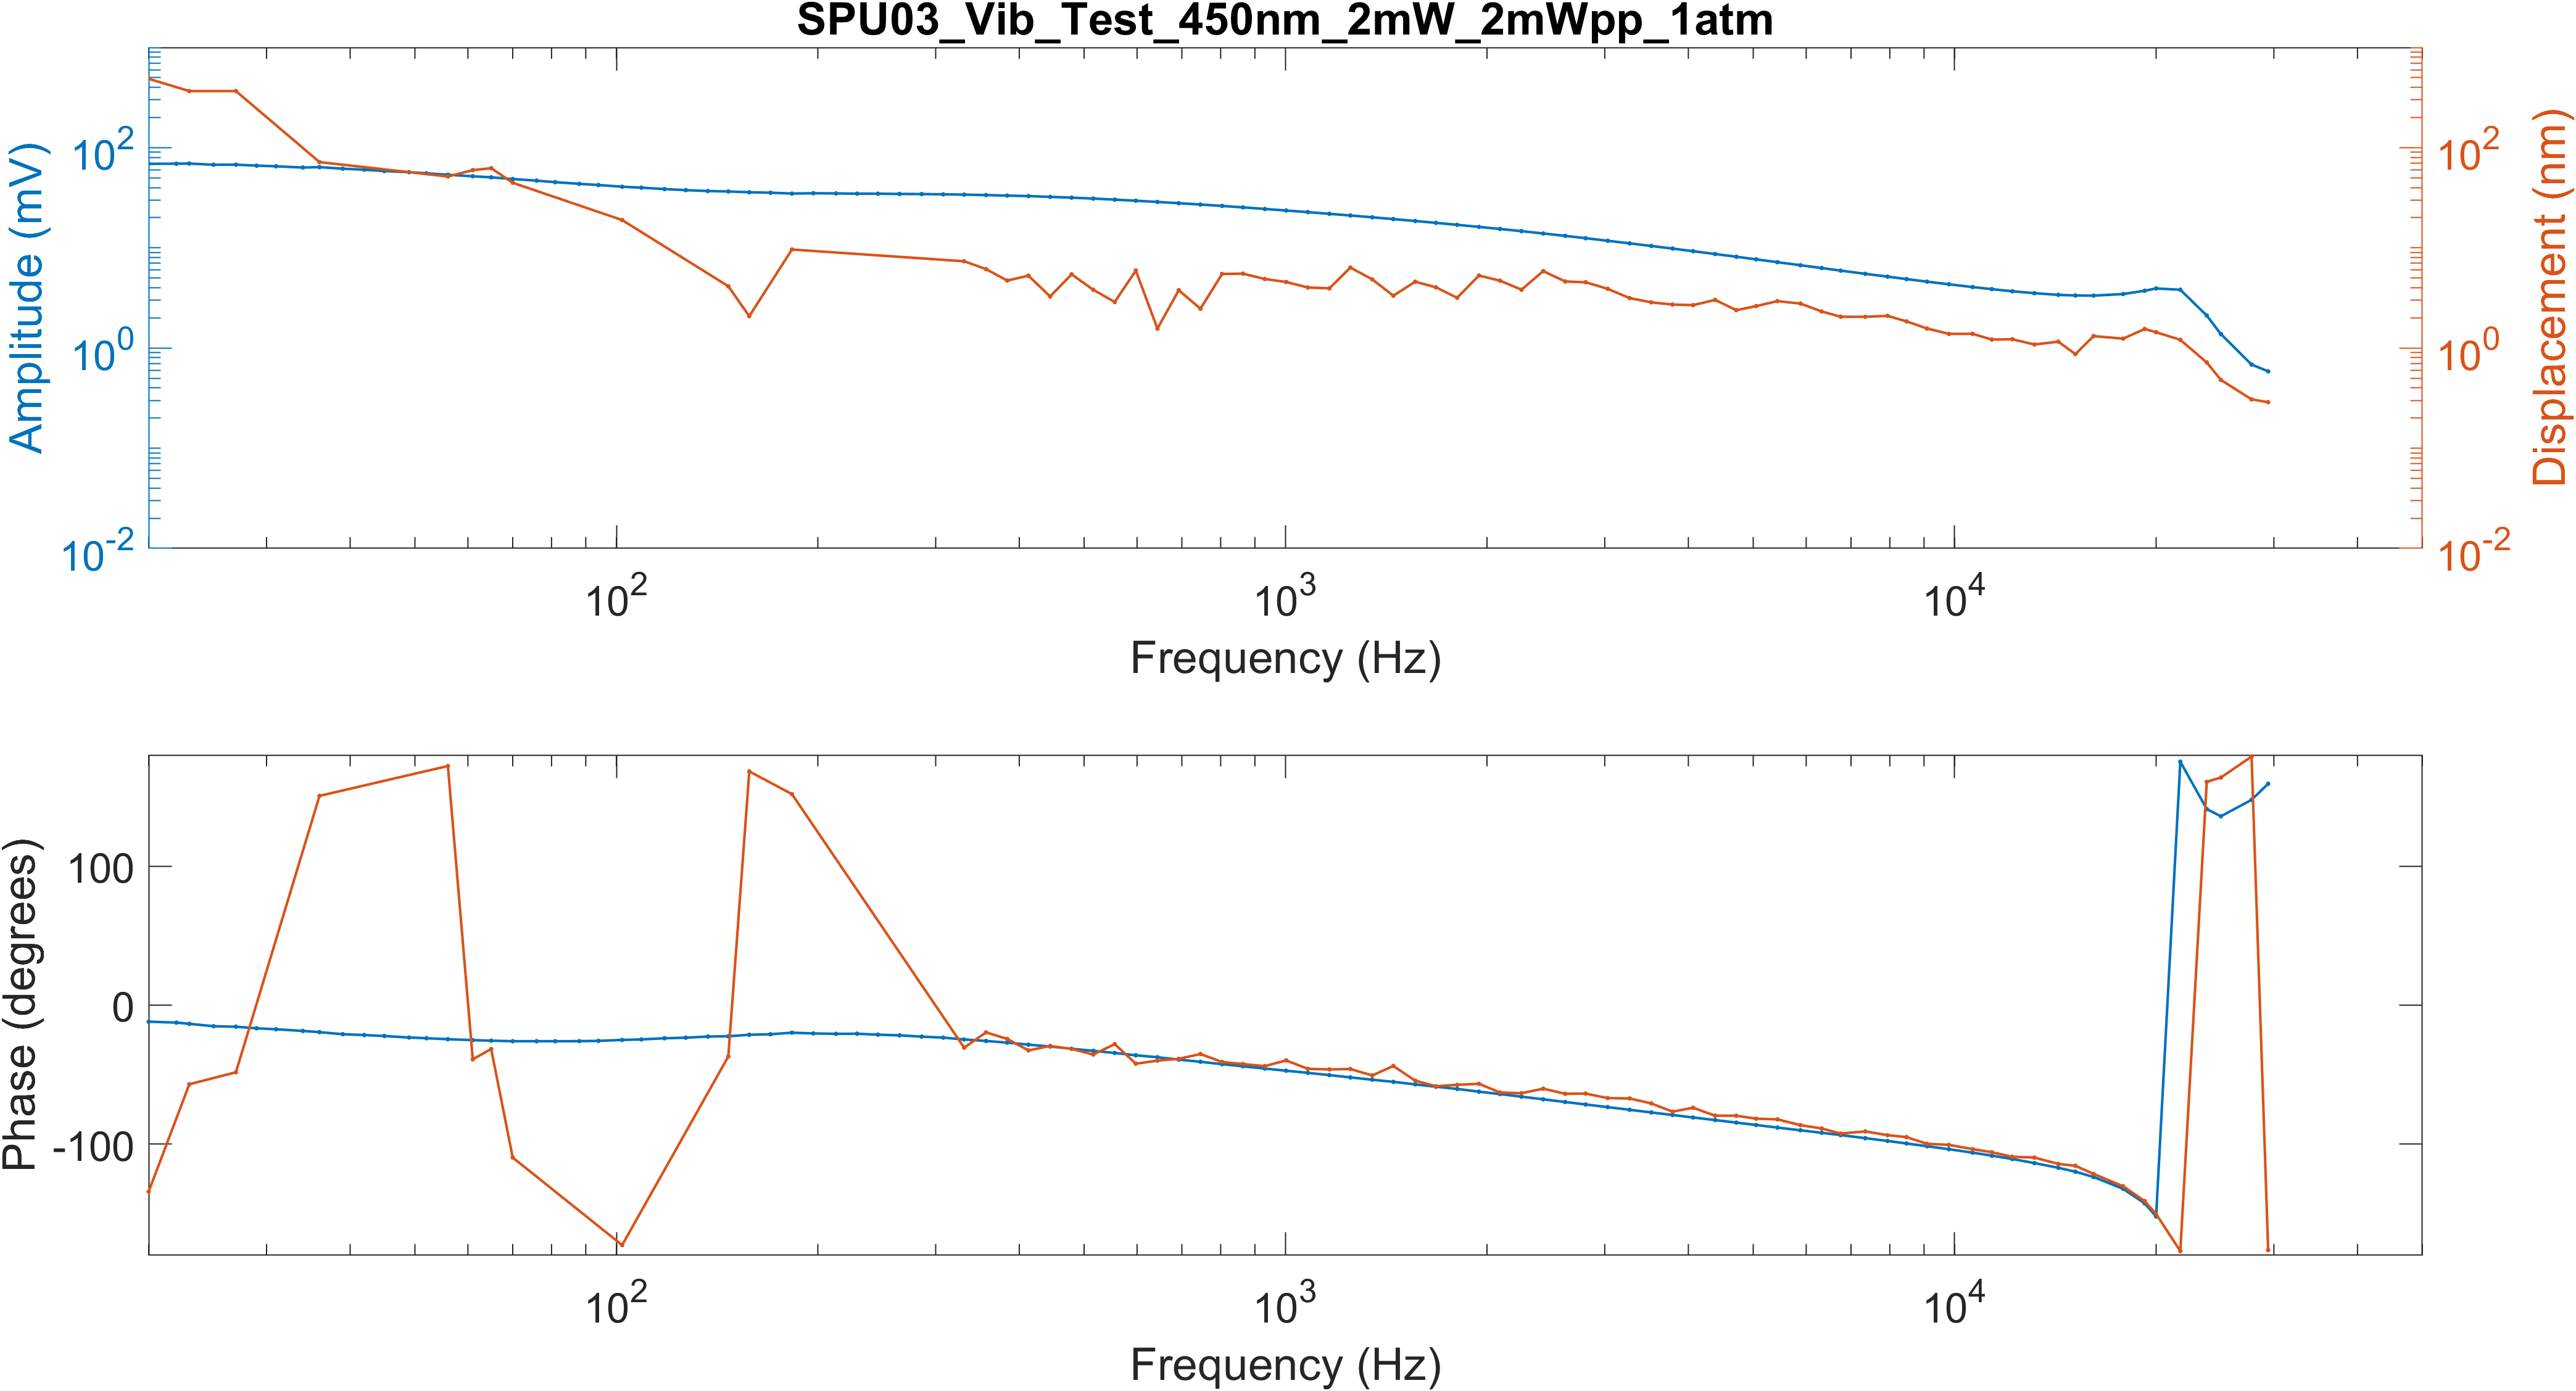 SPU03_Vib_Test_450nm_2mW_2mWpp_1atm
Amplitude (mV)
10^2
10^0
10^-2
Displacement (nm)
10^2
10^0
10^-2
10^2 10^3 10^4
Frequency (Hz)
Phase (degrees)
100
0
-100
10^2 10^3 10^4
Frequency (Hz)